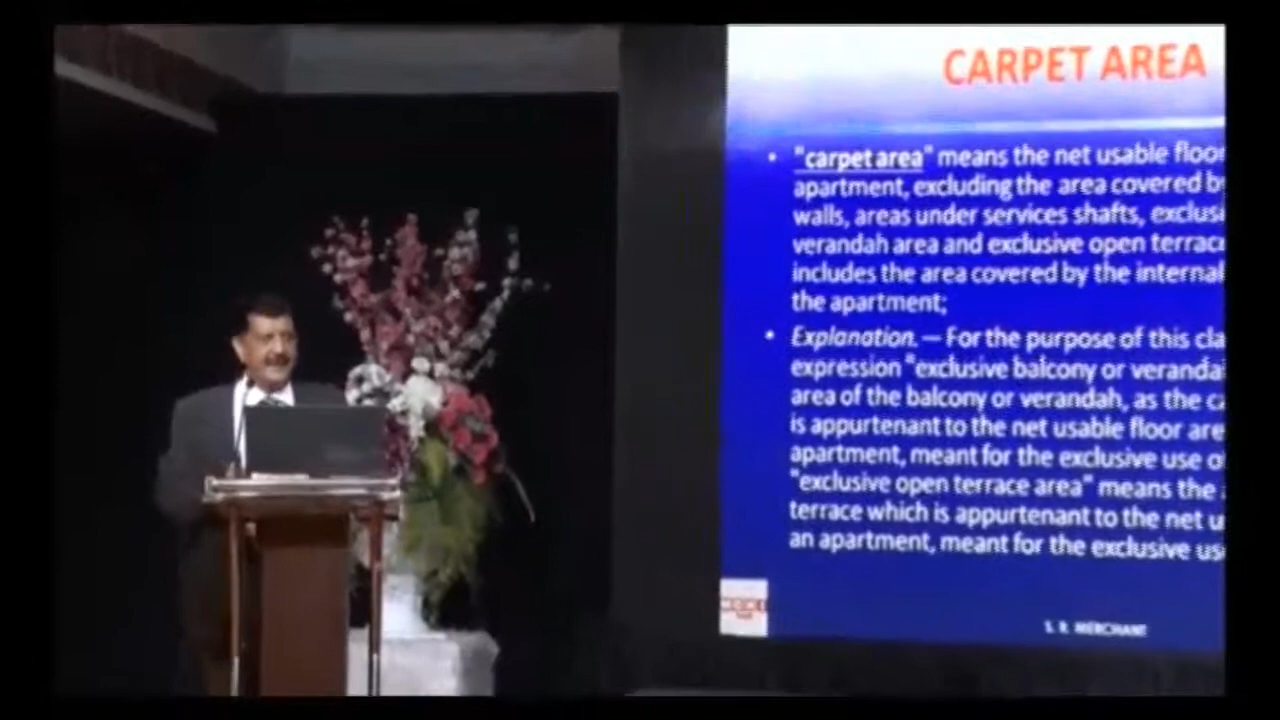 CARPET AREA
• "carpet area" means the net usable floor
apartment, excluding the area covered by
walls, areas under services shafts, exclusi
verandah area and exclusive open terrace
includes the area covered by the internal
the apartment;
• Explanation.— For the purpose of this cla
expression "exclusive balcony or veranda
area of the balcony or verandah, as the ca
is appurtenant to the net usable floor are
apartment, meant for the exclusive use o
"exclusive open terrace area" means the
terrace which is appurtenant to the net u
an apartment, meant for the exclusive us
S. R. MERCHANT